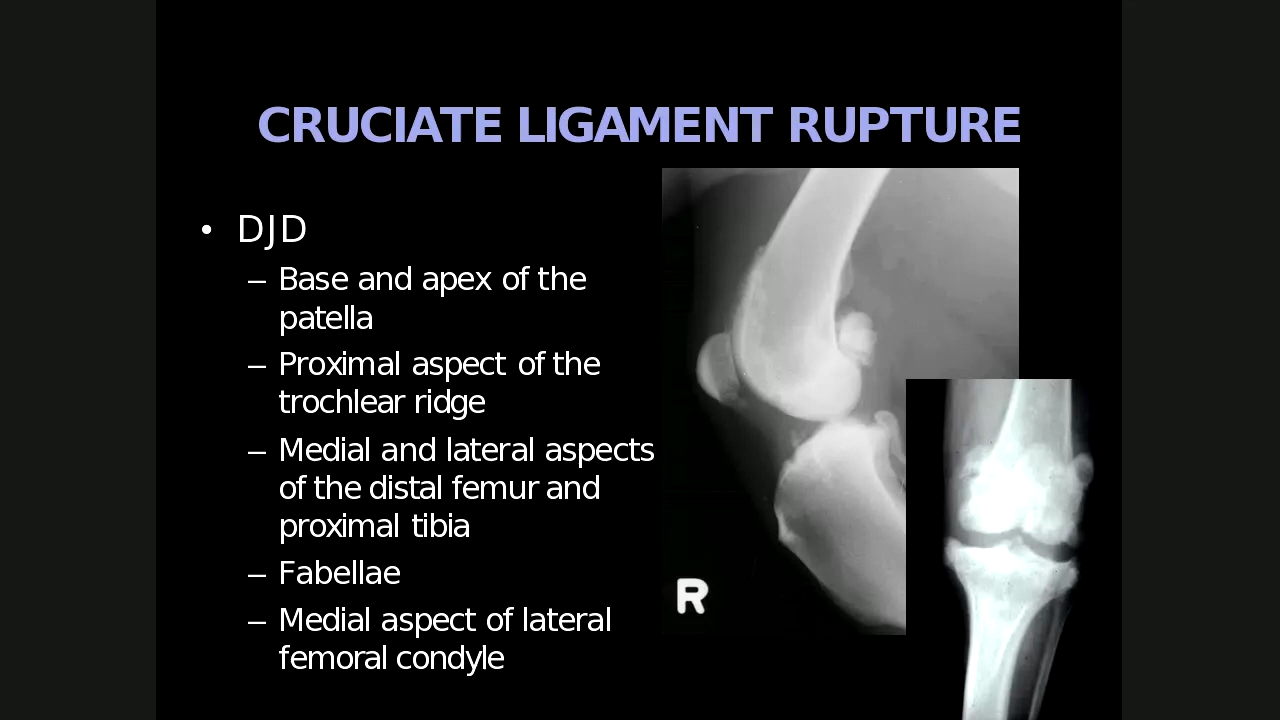 CRUCIATE LIGAMENT RUPTURE
• DJD
– Base and apex of the
patella
– Proximal aspect of the
trochlear ridge
– Medial and lateral aspects
of the distal femur and
proximal tibia
– Fabellae
– Medial aspect of lateral
femoral condyle
R